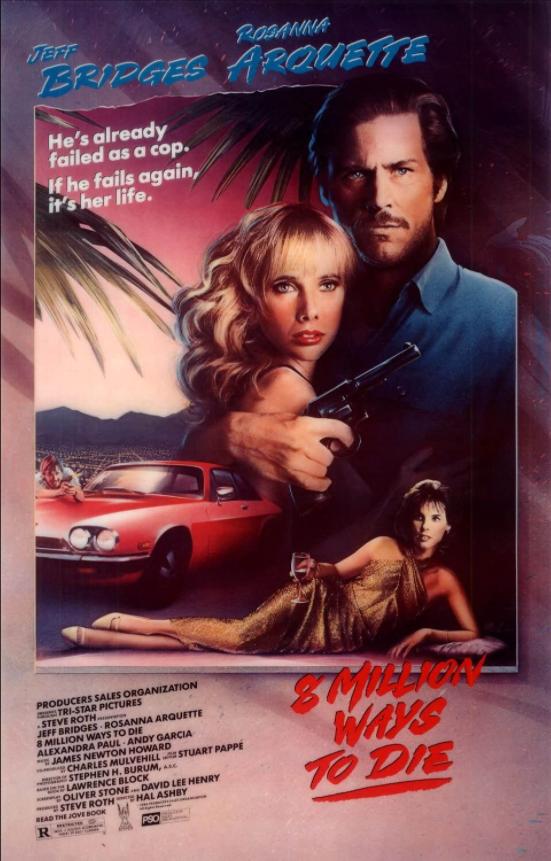 JEFF
BRIDGES
ROSANNA
ARQUETTE
He's already
failed as a cop.
If he fails again,
it's her life.
8 MILLION
WAYS
TO DIE
PRODUCERS SALES ORGANIZATION
TRI-STAR PICTURES
STEVE ROTH
JEFF BRIDGES · ROSANNA ARQUETTE
8 MILLION WAYS TO DIE
ALEXANDRA PAUL · ANDY GARCIA
JAMES NEWTON HOWARD
CHARLES MULVEHILL STUART PAPPÉ
STEPHEN H. BURUM, A.S.C.
LAWRENCE BLOCK
OLIVER STONE AND DAVID LEE HENRY
STEVE ROTH HAL ASHBY
READ THE JOVE BOOK
R RESTRICTED
PSO